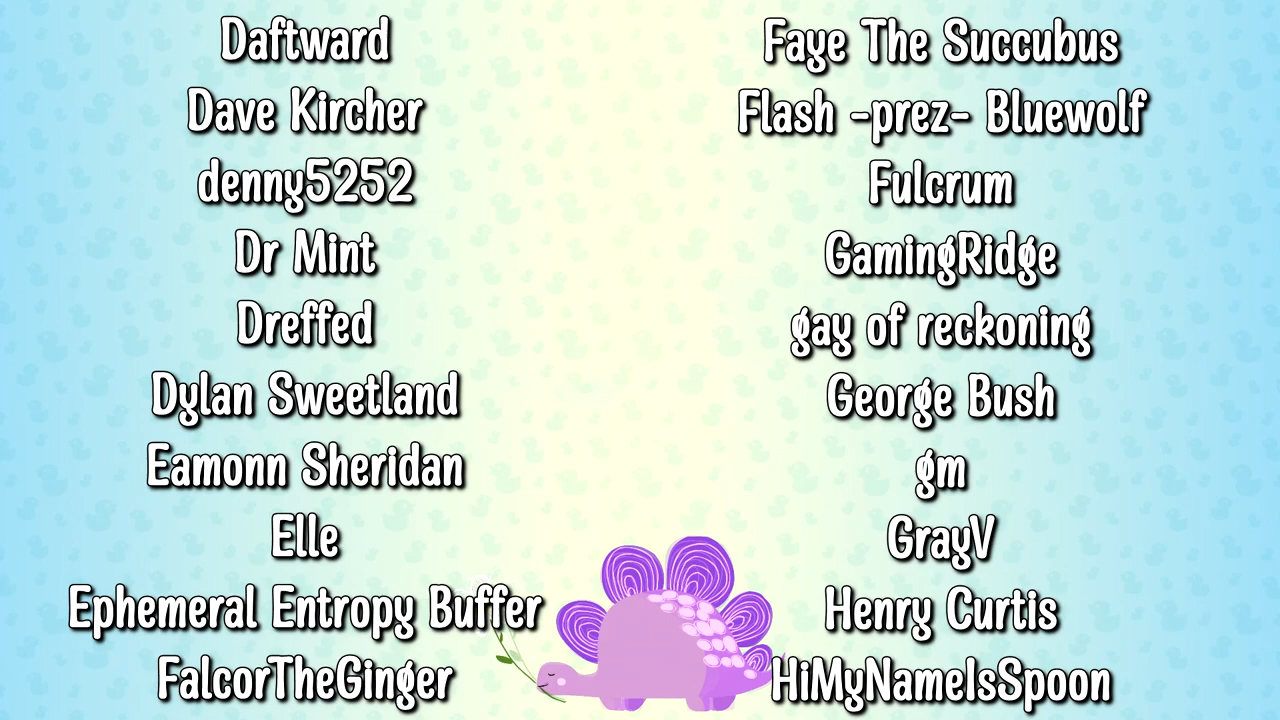 Daftward
Dave Kircher
denny5252
Dr Mint
Dreffed
Dylan Sweetland
Eamonn Sheridan
Elle
Ephemeral Entropy Buffer
FalcorTheGinger
Faye The Succubus
Flash -prez- Bluewolf
Fulcrum
GamingRidge
gay of reckoning
George Bush
gm
GrayV
Henry Curtis
HiMyNameIsSpoon